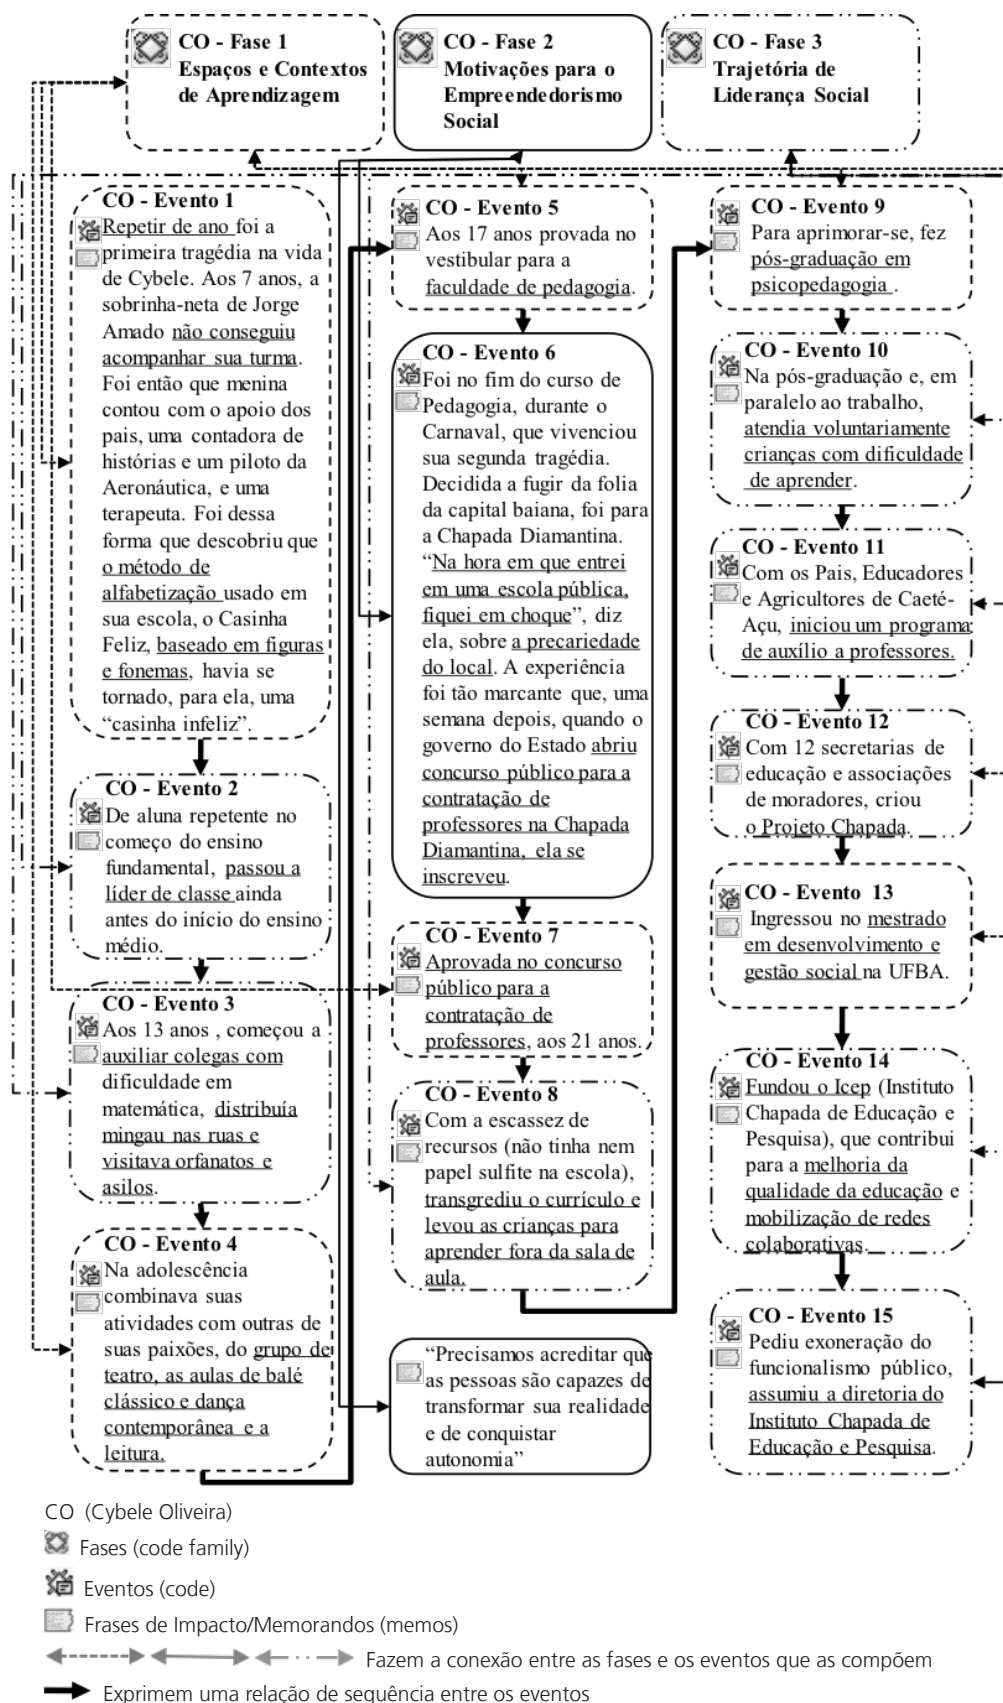 CO - Fase 1
Espaços e Contextos
de Aprendizagem
CO - Fase 2
Motivações para o
Empreendedorismo
Social
CO - Fase 3
Trajetória de
Liderança Social
CO - Evento 1
Repetir de ano foi a
primeira tragédia na vida
de Cybele. Aos 7 anos, a
sobrinha-neta de Jorge
Amado não conseguiu
acompanhar sua turma.
Foi então que menina
contou com o apoio dos
pais, uma contadora de
histórias e um piloto da
Aeronáutica, e uma
terapeuta. Foi dessa
forma que descobriu que
o método de
alfabetização usado em
sua escola, o Casinha
Feliz, baseado em figuras
e fonemas, havia se
tornado, para ela, uma
“casinha infeliz”.
CO - Evento 2
De aluna repetente no
começo do ensino
fundamental, passou a
líder de classe ainda
antes do início do ensino
médio.
CO - Evento 3
Aos 13 anos , começou a
auxiliar colegas com
dificuldade em
matemática, distribuía
mingau nas ruas e
visitava orfanatos e
asilos.
CO - Evento 4
Na adolescência
combinava suas
atividades com outras de
suas paixões, do grupo de
teatro, as aulas de balé
clássico e dança
contemporânea e a
leitura.
CO - Evento 5
Aos 17 anos provada no
vestibular para a
faculdade de pedagogia.
CO - Evento 6
Foi no fim do curso de
Pedagogia, durante o
Carnaval, que vivenciou
sua segunda tragédia.
Decidida a fugir da folia
da capital baiana, foi para
a Chapada Diamantina.
“Na hora em que entrei
em uma escola pública,
fiquei em choque”, diz
ela, sobre a precariedade
do local. A experiência
foi tão marcante que, uma
semana depois, quando o
governo do Estado abriu
concurso público para a
contratação de
professores na Chapada
Diamantina, ela se
inscreveu.
CO - Evento 7
Aprovada no concurso
público para a
contratação de
professores, aos 21 anos.
CO - Evento 8
Com a escassez de
recursos (não tinha nem
papel sulfite na escola),
transgrediu o currículo e
levou as crianças para
aprender fora da sala de
aula.
“Precisamos acreditar que
as pessoas são capazes de
transformar sua realidade
e de conquistar
autonomia”
CO - Evento 9
Para aprimorar-se, fez
pós-graduação em
psicopedagogia .
CO - Evento 10
Na pós-graduação e, em
paralelo ao trabalho,
atendia voluntariamente
crianças com dificuldade
de aprender.
CO - Evento 11
Com os Pais, Educadores
e Agricultores de Caeté-
Açu, iniciou um programa
de auxílio a professores.
CO - Evento 12
Com 12 secretarias de
educação e associações
de moradores, criou
o Projeto Chapada.
CO - Evento 13
Ingressou no mestrado
em desenvolvimento e
gestão social na UFBA.
CO - Evento 14
Fundou o Icep (Instituto
Chapada de Educação e
Pesquisa), que contribui
para a melhoria da
qualidade da educação e
mobilização de redes
colaborativas.
CO - Evento 15
Pediu exoneração do
funcionalismo público,
assumiu a diretoria do
Instituto Chapada de
Educação e Pesquisa.
CO (Cybele Oliveira)
Fases (code family)
Eventos (code)
Frases de Impacto/Memorandos (memos)
Fazem a conexão entre as fases e os eventos que as compõem
Exprimem uma relação de sequência entre os eventos